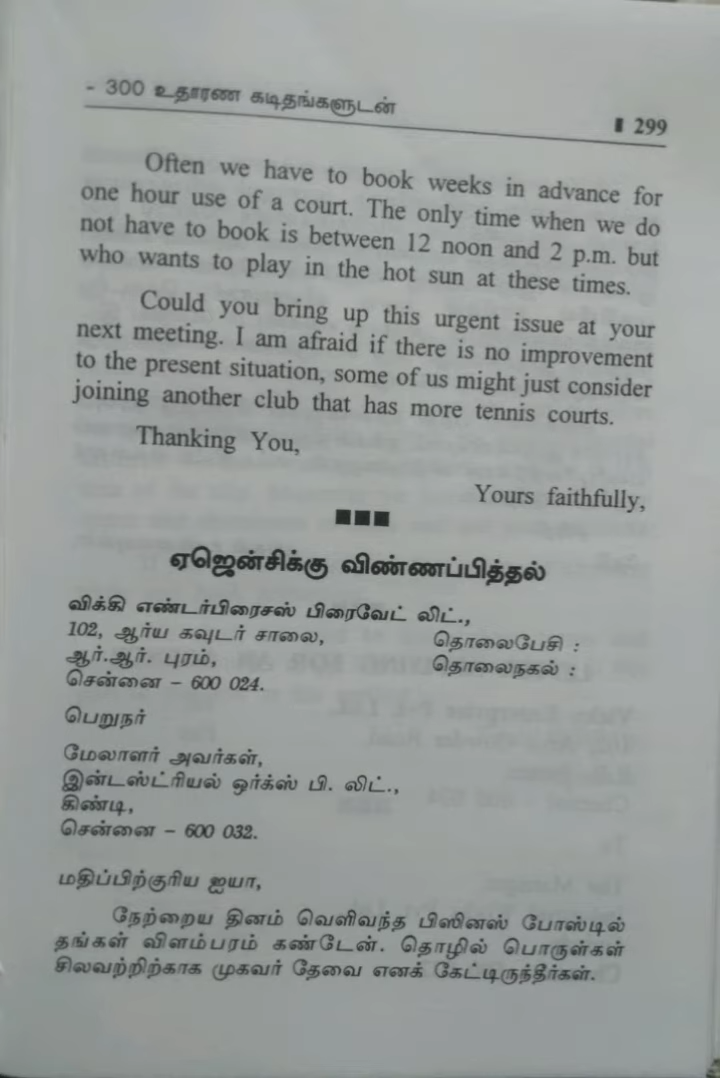 - 300 உதாரண கடிதங்களுடன்
299
Often we have to book weeks in advance for
one hour use of a court. The only time when we do
not have to book is between 12 noon and 2 p.m. but
who wants to play in the hot sun at these times.
Could you bring up this urgent issue at your
next meeting. I am afraid if there is no improvement
to the present situation, some of us might just consider
joining another club that has more tennis courts.
Thanking You,
Yours faithfully,
ஏஜென்சிக்கு விண்ணப்பித்தல்
விக்கி எண்டர்பிரைசஸ் பிரைவேட் லிட்.,
102, ஆர்ய கவுடர் சாலை, தொலைபேசி :
ஆர்.ஆர். புரம், தொலைநகல் :
சென்னை – 600 024.
பெறுநர்
மேலாளர் அவர்கள்,
இன்டஸ்ட்ரியல் ஒர்க்ஸ் பி. லிட்.,
கிண்டி,
சென்னை – 600 032.
மதிப்பிற்குரிய ஐயா,
நேற்றைய தினம் வெளிவந்த பிஸினஸ் போஸ்டில்
தங்கள் விளம்பரம் கண்டேன். தொழில் பொருள்கள்
சிலவற்றிற்காக முகவர் தேவை எனக் கேட்டிருந்தீர்கள்.